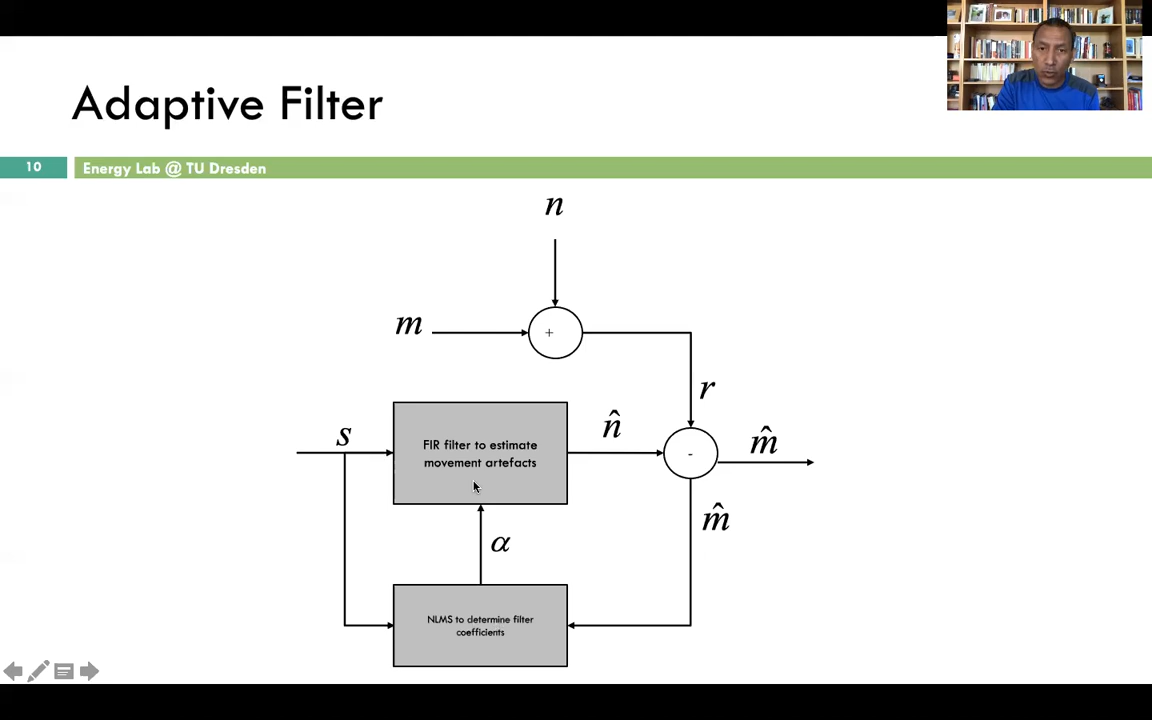 Adaptive Filter
10
Energy Lab @ TU Dresden
n
m
+
r
s
FIR filter to estimate
movement artefacts
n̂
-
m̂
m̂
α
NLMS to determine filter
coefficients